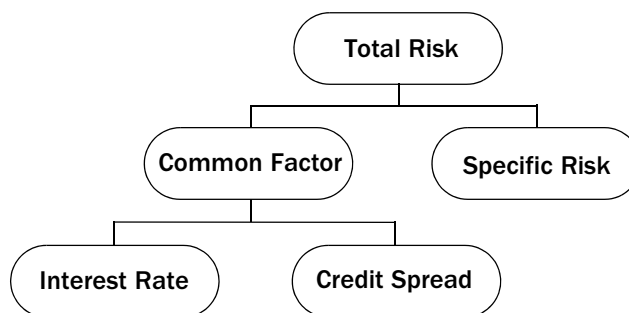 Total Risk
Common Factor
Specific Risk
Interest Rate
Credit Spread